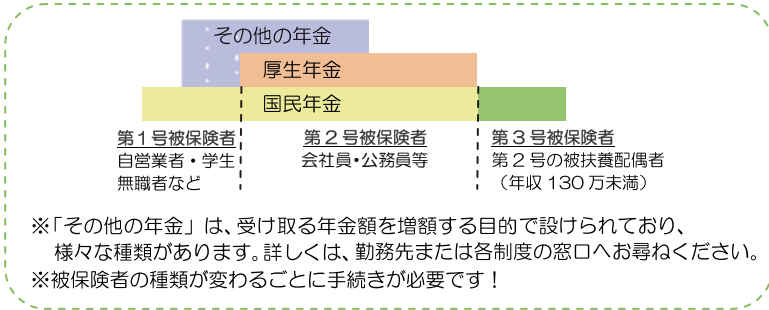 その他の年金
厚生年金
国民年金
第1号被保険者
自営業者・学生
無職者など
第2号被保険者
会社員・公務員等
第3号被保険者
第2号の被扶養配偶者
（年収130万未満）
※「その他の年金」は、受け取る年金額を増額する目的で設けられており、
様々な種類があります。詳しくは、勤務先または各制度の窓口へお尋ねください。
※被保険者の種類が変わるごとに手続きが必要です！